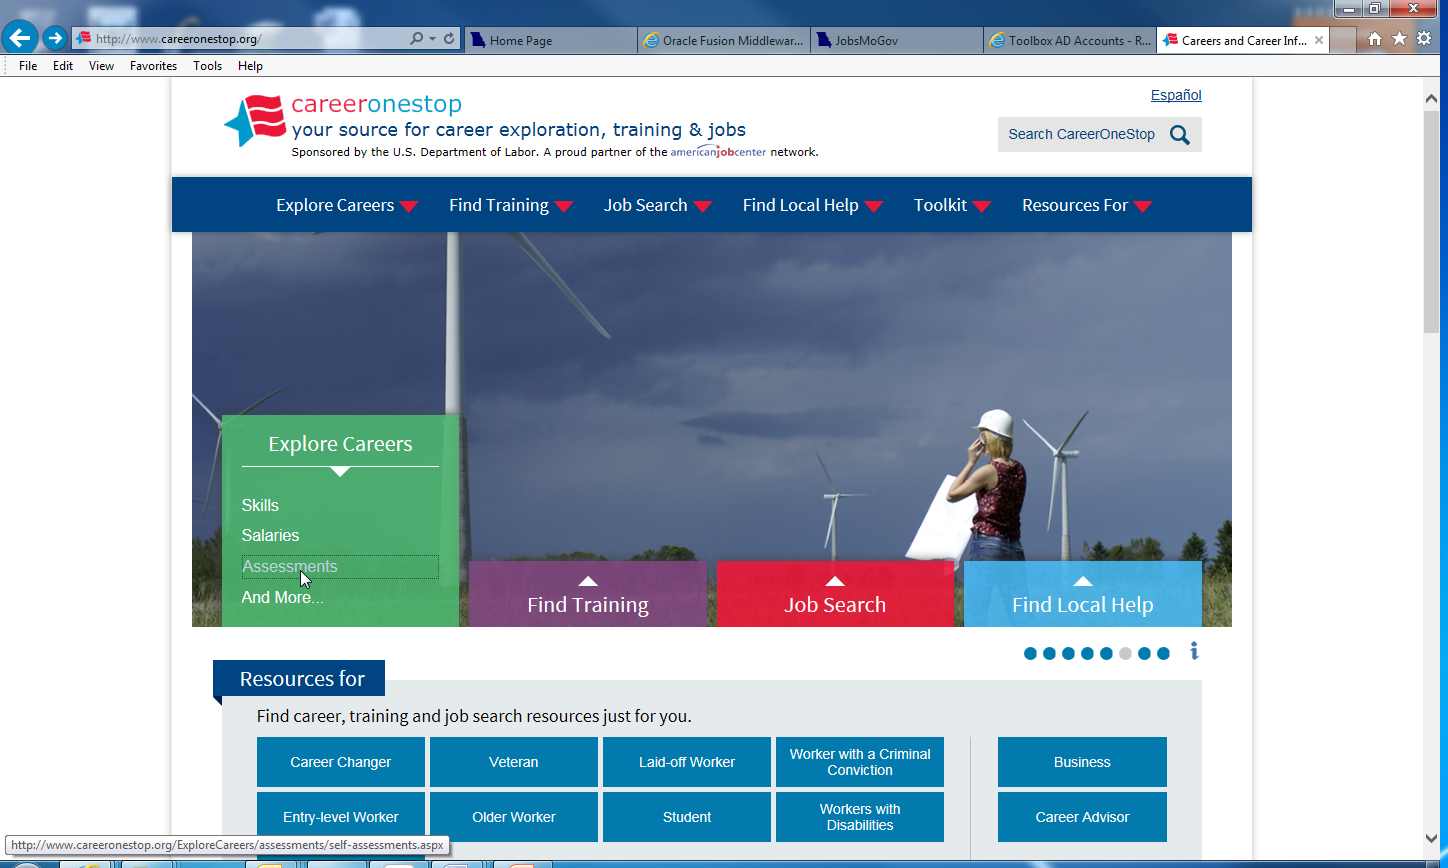 http://www.careeronestop.org/
Home Page
Oracle Fusion Middlewar...
JobsMoGov
Toolbox AD Accounts - R...
Careers and Career Inf...
File Edit View Favorites Tools Help
Español
careeronestop
your source for career exploration, training & jobs
Sponsored by the U.S. Department of Labor. A proud partner of the americanjobcenter network.
Search CareerOneStop
Explore Careers Find Training Job Search Find Local Help Toolkit Resources For
Explore Careers
Skills
Salaries
Assessments
And More...
Find Training
Job Search
Find Local Help
i
Resources for
Find career, training and job search resources just for you.
Career Changer
Veteran
Laid-off Worker
Worker with a Criminal
Conviction
Business
Entry-level Worker
Older Worker
Student
Workers with
Disabilities
Career Advisor
http://www.careeronestop.org/ExploreCareers/assessments/self-assessments.aspx